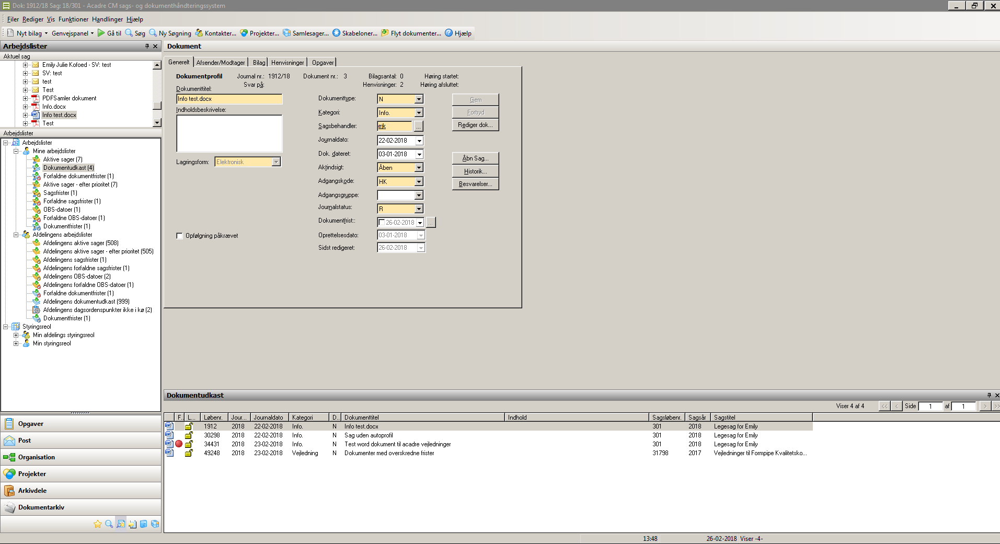 Dok: 1912/18 Sag: 18/301 - Acadre CM sags- og dokumenthåndteringssystem
Filer Rediger Vis Funktioner Handlinger Hjælp
Nyt bilag Genvejspanel Gå til Søg Ny Søgning Kontakter... Projekter... Samlesager... Skabeloner... Flyt dokumenter... Hjælp
Arbejdslister
Aktuel sag
Emily Julie Kofoed - SV: test
SV: test
test
Test
PDFSamler dokument
Info.docx
Info test.docx
Test
Arbejdslister
Arbejdslister
Mine arbejdslister
Aktive sager (7)
Dokumentudkast (4)
Forfaldne dokumentfrister (1)
Aktive sager - efter prioritet (7)
Sagsfrister (1)
Forfaldne sagsfrister (1)
OBS-datoer (1)
Forfaldne OBS-datoer (1)
Dokumentfrister (1)
Afdelingens arbejdslister
Afdelingens aktive sager (508)
Afdelingens aktive sager - efter prioritet (505)
Afdelingens sagsfrister (1)
Afdelingens forfaldne sagsfrister (1)
Afdelingens OBS-datoer (2)
Afdelingens forfaldne OBS-datoer (1)
Forfaldne dokumentfrister (1)
Afdelingens dokumentudkast (999)
Afdelingens dagsordenspunkter ikke i kø (2)
Dokumentfrister (1)
Styringsreol
Min afdelings styringsreol
Min styringsreol
Opgaver
Post
Organisation
Projekter
Arkivdele
Dokumentarkiv
Dokument
Generelt Afsender/Modtager Bilag Henvisninger Opgaver
Dokumentprofil Journal nr.: 1912/18 Dokument nr.: 3 Bilagsantal: 0 Høring startet:
Svar på: Henvisninger: 2 Høring afsluttet:
Dokumenttitel:
Info test.docx
Indholdsbeskrivelse:
Lagringsform: Elektronisk
Opfølgning påkrævet
Dokumenttype: N
Kategori: Info.
Sagsbehandler: ejk ...
Journaldato: 22-02-2018
Dok. dateret: 03-01-2018
Aktindsigt: Åben
Adgangskode: HK
Adgangsgruppe:
Journalstatus: R
Dokumentfrist:: 26-02-2018 ...
Oprettelsesdato: 03-01-2018
Sidst redigeret: 26-02-2018
Gem
Fortryd
Rediger dok...
Åbn Sag...
Historik...
Besvarelser...
Dokumentudkast
Viser 4 af 4 << < Side 1 af 1 > >>
F.. L... Løbenr. Jour... Journaldato Kategori D.. Dokumenttitel Indhold Sagsløbenr. Sagsår Sagstitel
1912 2018 22-02-2018 Info. N Info test.docx 301 2018 Legesag for Emily
30298 2018 22-02-2018 Info. N Sag uden autoprofil 301 2018 Legesag for Emily
34431 2018 23-02-2018 Info. N Test word dokument til acadre vejledninger 301 2018 Legesag for Emily
49248 2018 23-02-2018 Vejledning N Dokumenter med overskredne frister 31798 2017 Vejledninger til Formpipe Kvalitetsko...
13:48 26-02-2018 Viser -4-